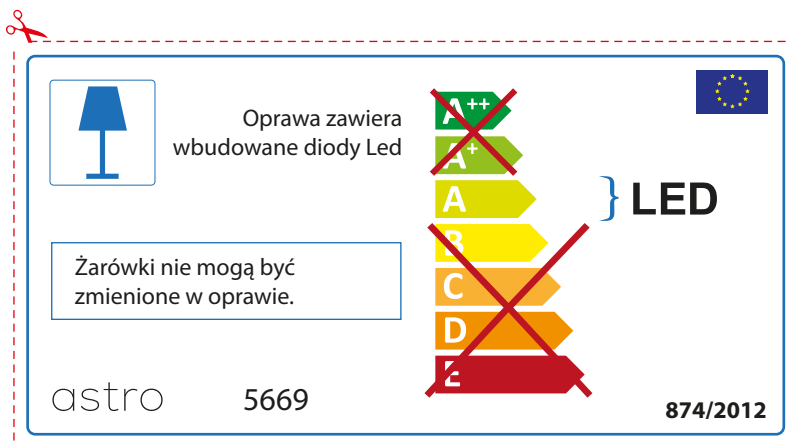 Oprawa zawiera
wbudowane diody Led
A++
A+
A
B
C
D
E
LED
Żarówki nie mogą być
zmienione w oprawie.
astro
5669
874/2012